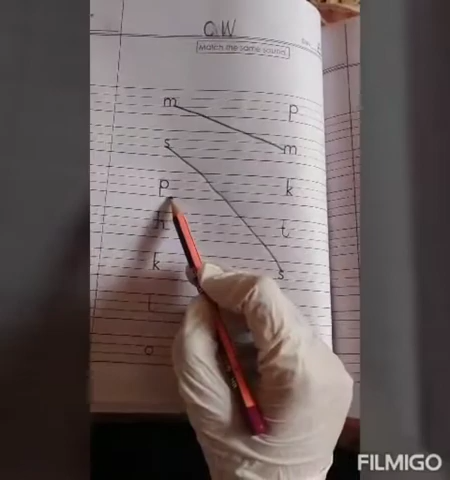 C.W
Match the same sound
m p
s m
p k
n t
k s
t
o
FILMIGO